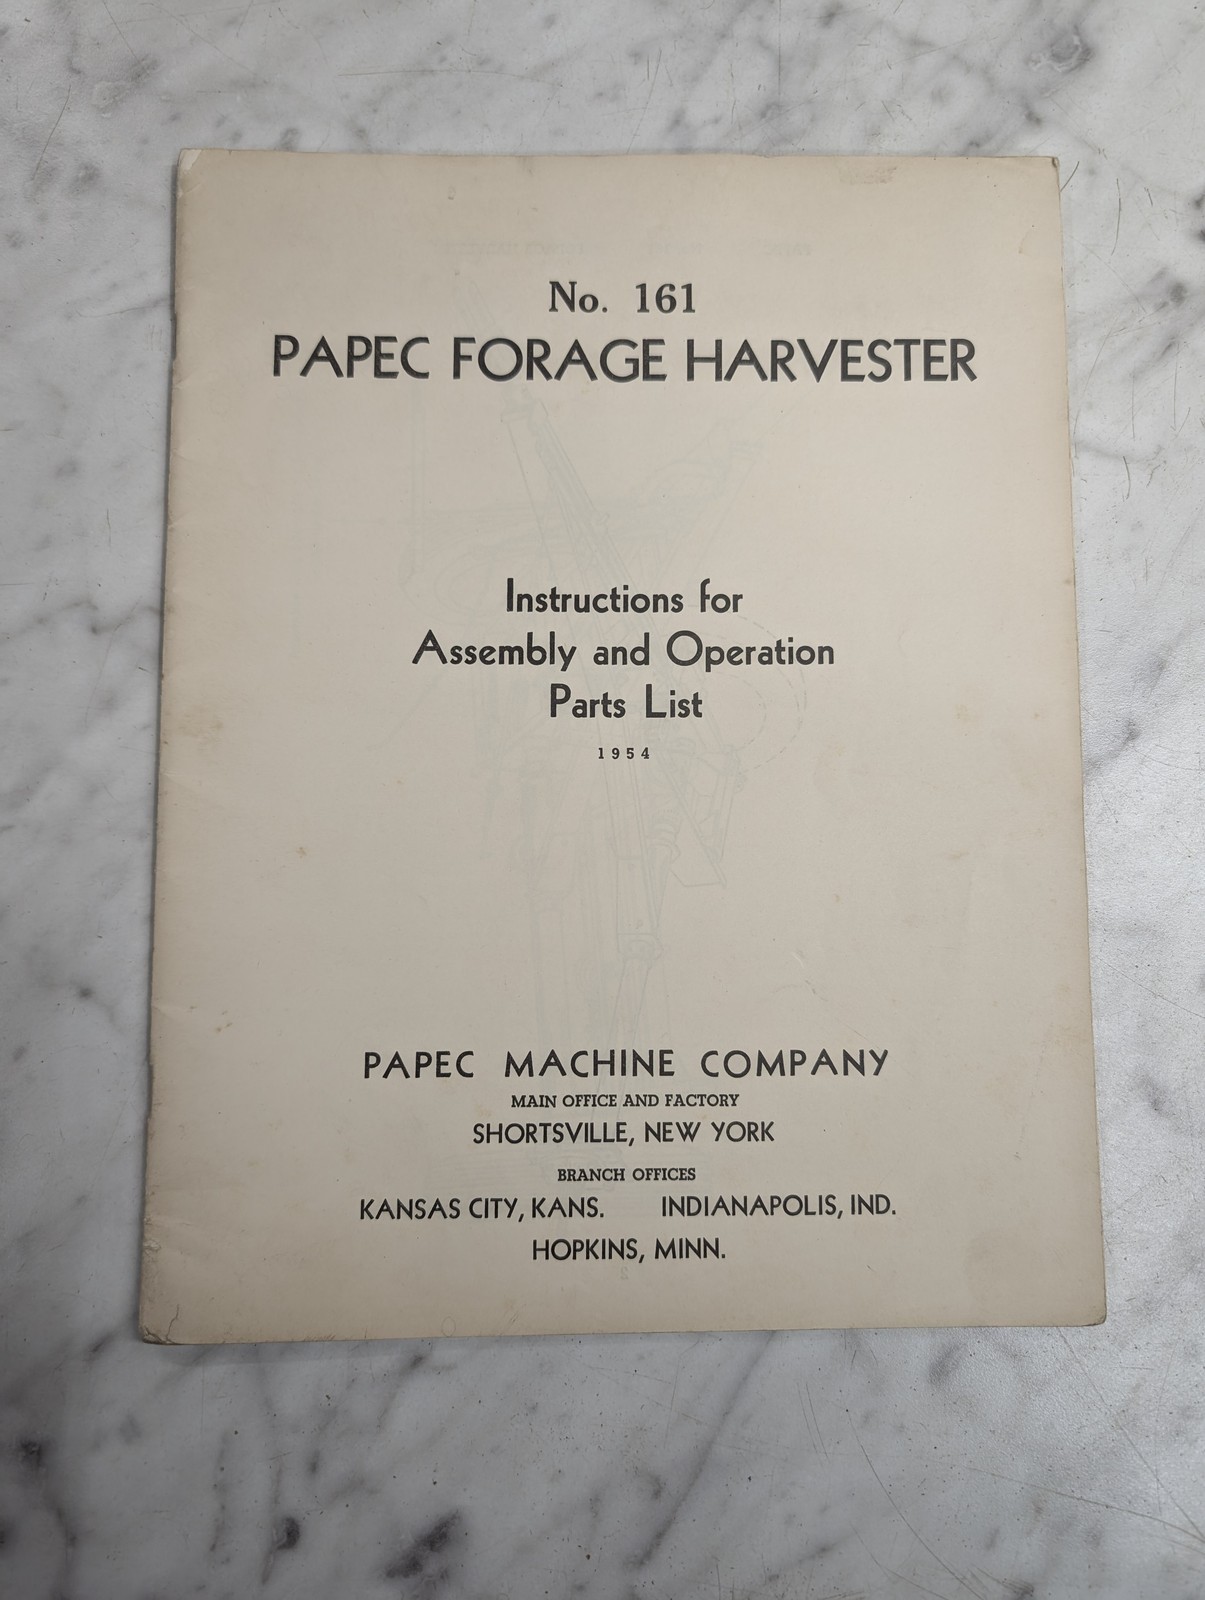 No. 161
PAPEC FORAGE HARVESTER
Instructions for
Assembly and Operation
Parts List
1954
PAPEC MACHINE COMPANY
MAIN OFFICE AND FACTORY
SHORTSVILLE, NEW YORK
BRANCH OFFICES
KANSAS CITY, KANS. INDIANAPOLIS, IND.
HOPKINS, MINN.